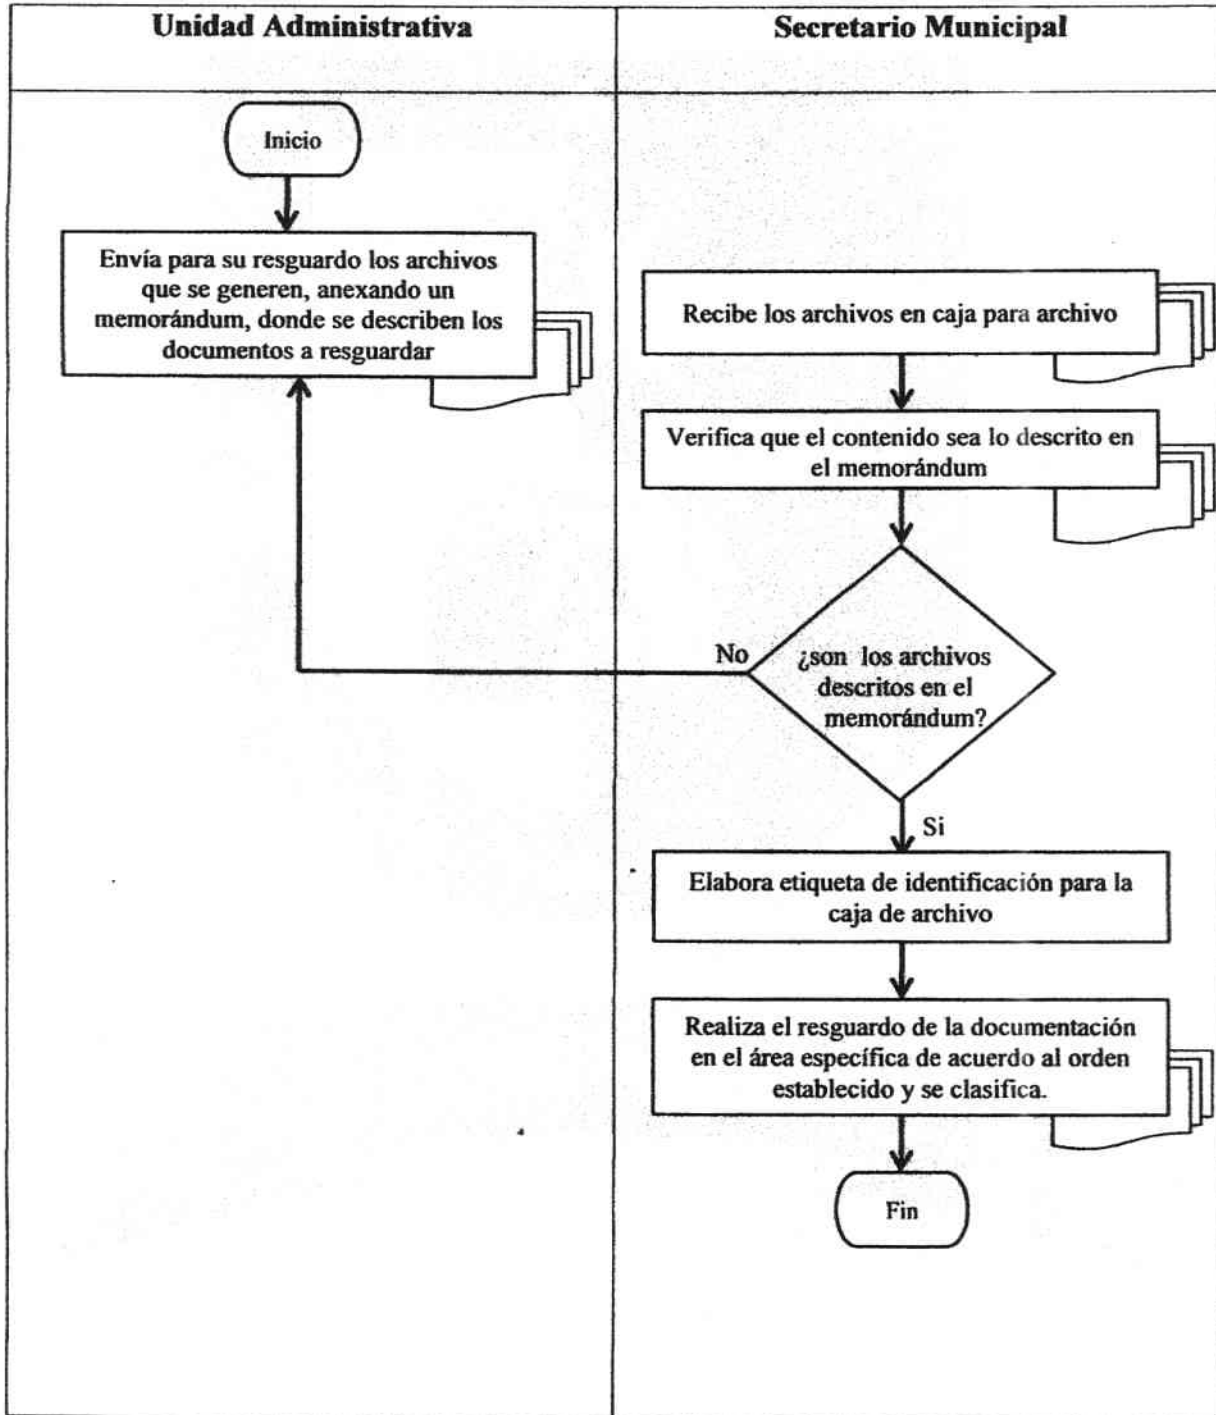 Unidad Administrativa
Secretario Municipal
Inicio
Envía para su resguardo los archivos
que se generen, anexando un
memorándum, donde se describen los
documentos a resguardar
Recibe los archivos en caja para archivo
Verifica que el contenido sea lo descrito en
el memorándum
No
¿son los archivos
descritos en el
memorándum?
Si
Elabora etiqueta de identificación para la
caja de archivo
Realiza el resguardo de la documentación
en el área específica de acuerdo al orden
establecido y se clasifica.
Fin